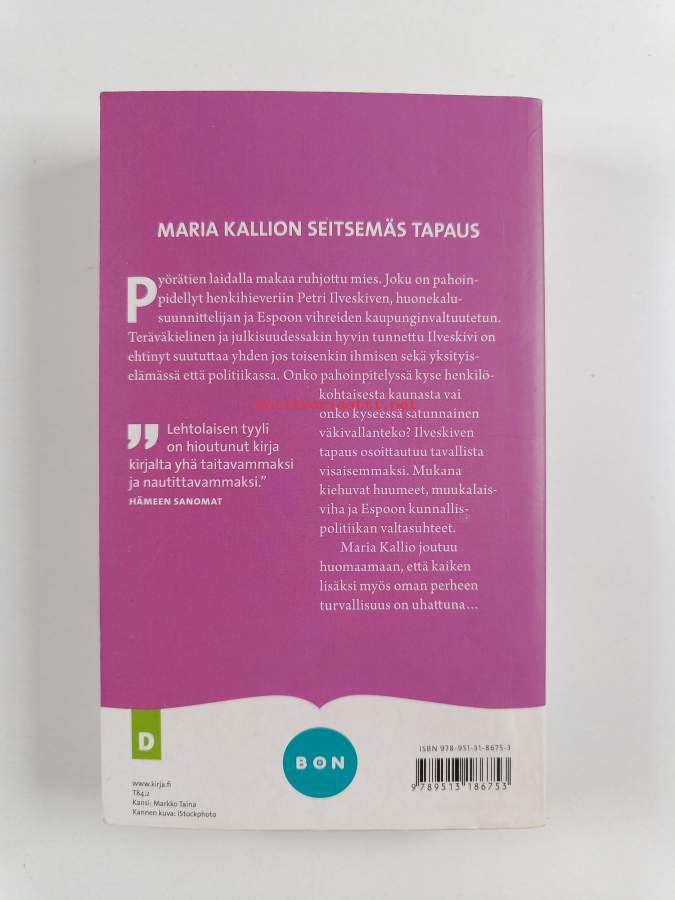 MARIA KALLION SEITSEMÄS TAPAUS
Pyörätien laidalla makaa ruhjottu mies. Joku on pahoin-
pidellyt henkihieveriin Petri Ilveskiven, huonekalu-
suunnittelijan ja Espoon vihreiden kaupunginvaltuutetun.
Teräväkielinen ja julkisuudessakin hyvin tunnettu Ilveskivi on
ehtinyt suututtaa yhden jos toisenkin ihmisen sekä yksityis-
elämässä että politiikassa. Onko pahoinpitelyssä kyse henkilö-
kohtaisesta kaunasta vai
onko kyseessä satunnainen
väkivallanteko? Ilveskiven
tapaus osoittautuu tavallista
visaisemmaksi. Mukana
kiehuvat huumeet, muukalais-
viha ja Espoon kunnallis-
politiikan valtasuhteet.
Maria Kallio joutuu
huomaamaan, että kaiken
lisäksi myös oman perheen
turvallisuus on uhattuna...
” Lehtolaisen tyyli
on hioutunut kirja
kirjalta yhä taitavammaksi
ja nautittavammaksi.”
HÄMEEN SANOMAT
D
BON
ISBN 978-951-31-8675-3
9 789513 186753
www.kirja.fi
T84.2
Kansi: Markko Taina
Kannen kuva: iStockphoto